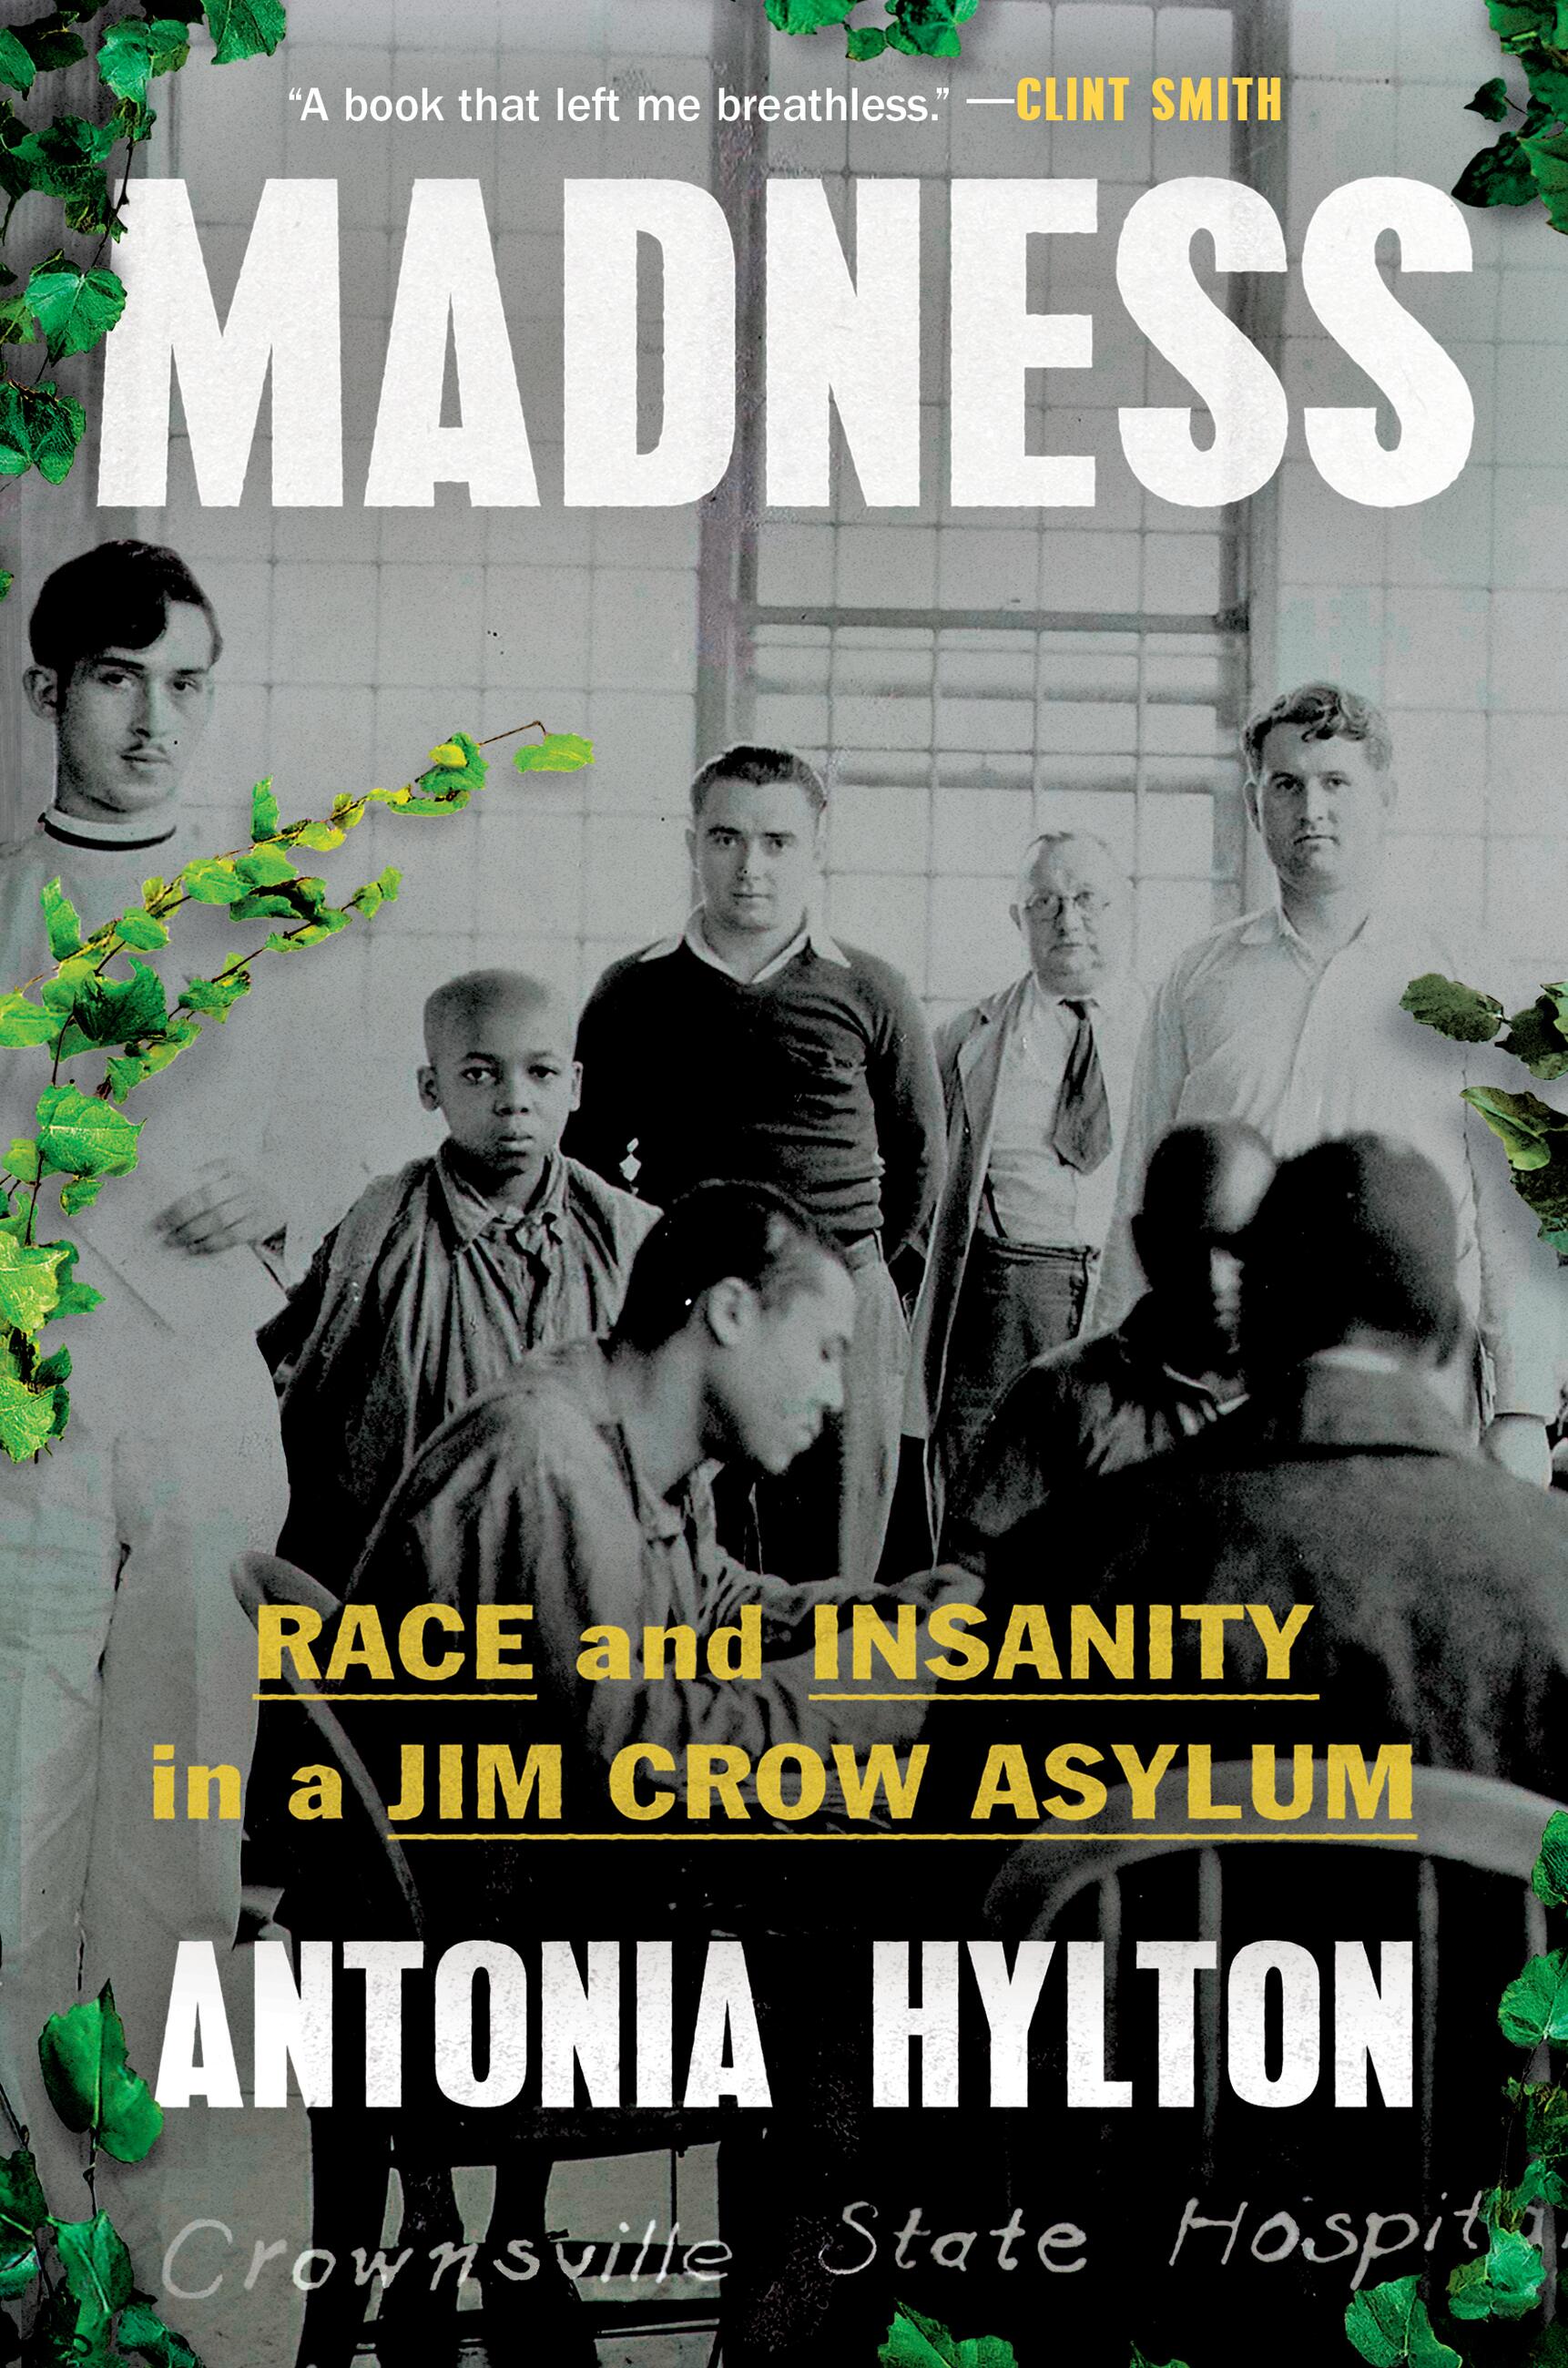 “A book that left me breathless.” —CLINT SMITH
MADNESS
RACE and INSANITY
in a JIM CROW ASYLUM
ANTONIA HYLTON
Crownsville State Hospital